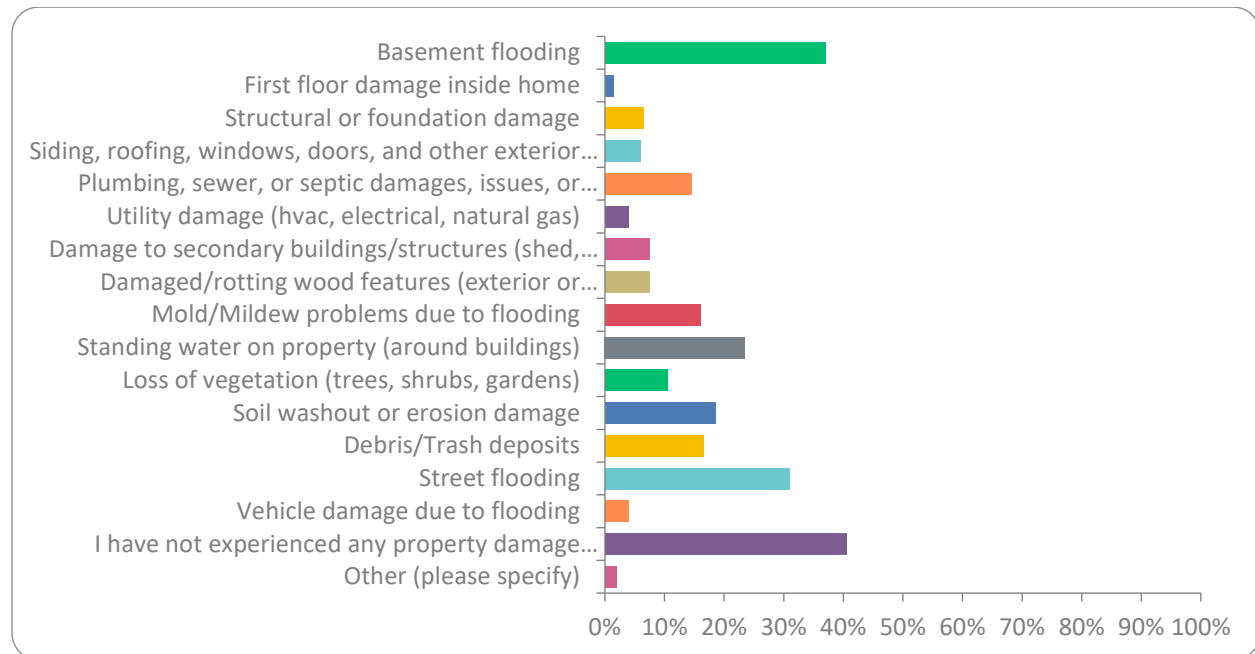 Basement flooding
First floor damage inside home
Structural or foundation damage
Siding, roofing, windows, doors, and other exterior...
Plumbing, sewer, or septic damages, issues, or...
Utility damage (hvac, electrical, natural gas)
Damage to secondary buildings/structures (shed,...
Damaged/rotting wood features (exterior or...
Mold/Mildew problems due to flooding
Standing water on property (around buildings)
Loss of vegetation (trees, shrubs, gardens)
Soil washout or erosion damage
Debris/Trash deposits
Street flooding
Vehicle damage due to flooding
I have not experienced any property damage...
Other (please specify)
0% 10% 20% 30% 40% 50% 60% 70% 80% 90% 100%